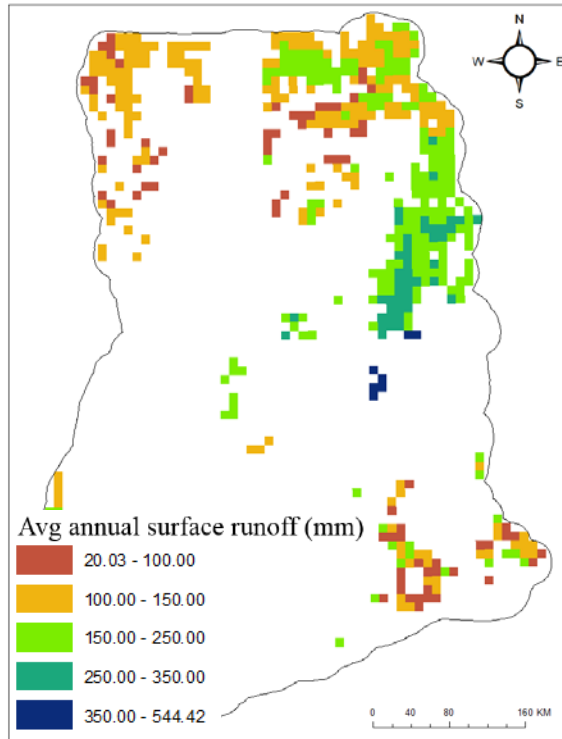 N
W E
S
Avg annual surface runoff (mm)
20.03 - 100.00
100.00 - 150.00
150.00 - 250.00
250.00 - 350.00
350.00 - 544.42
0 40 80 160 KM